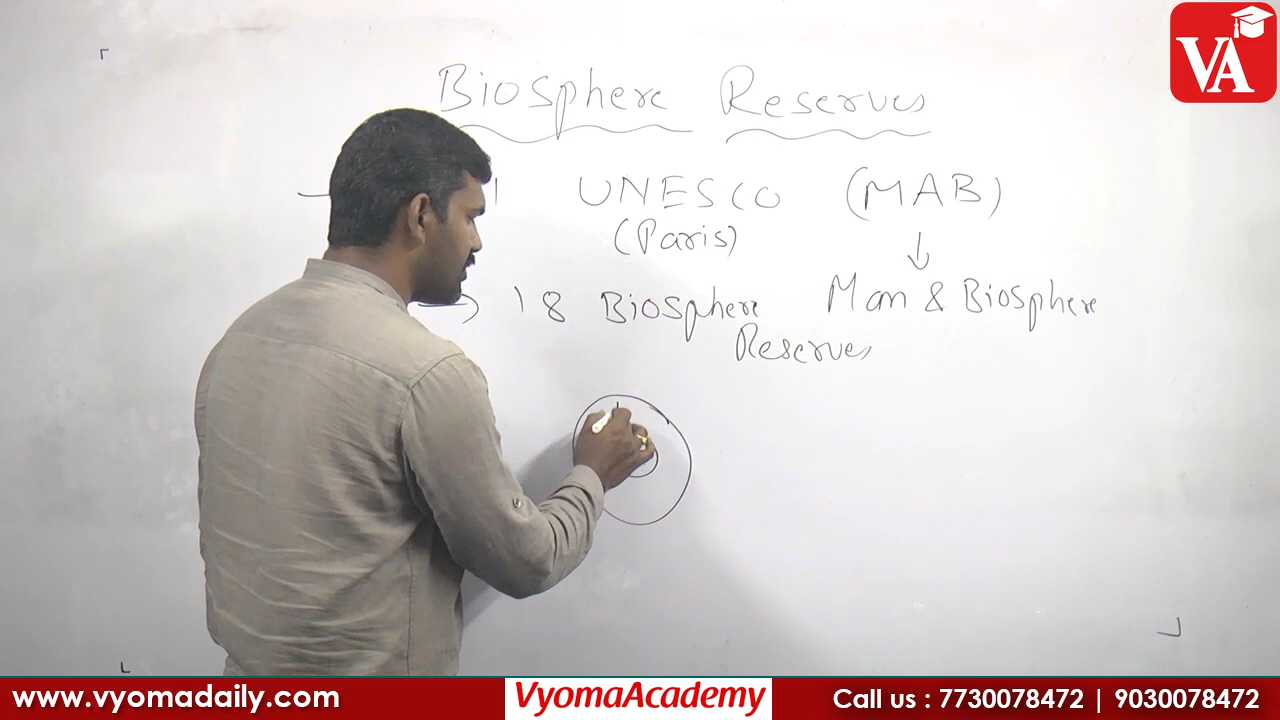 VA
Biosphere Reserves
UNESCO (MAB)
(Paris)
→ 18 Biosphere Reserves
Man & Biosphere
www.vyomadaily.com
VyomaAcademy
Call us : 7730078472 | 9030078472